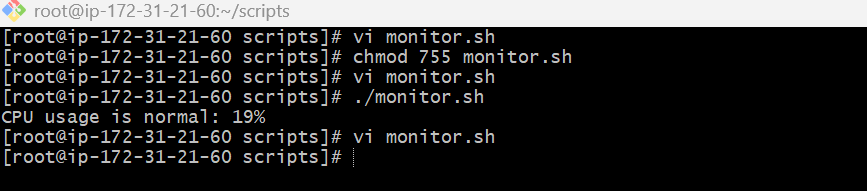 root@ip-172-31-21-60:~/scripts
[root@ip-172-31-21-60 scripts]# vi monitor.sh
[root@ip-172-31-21-60 scripts]# chmod 755 monitor.sh
[root@ip-172-31-21-60 scripts]# vi monitor.sh
[root@ip-172-31-21-60 scripts]# ./monitor.sh
CPU usage is normal: 19%
[root@ip-172-31-21-60 scripts]# vi monitor.sh
[root@ip-172-31-21-60 scripts]#